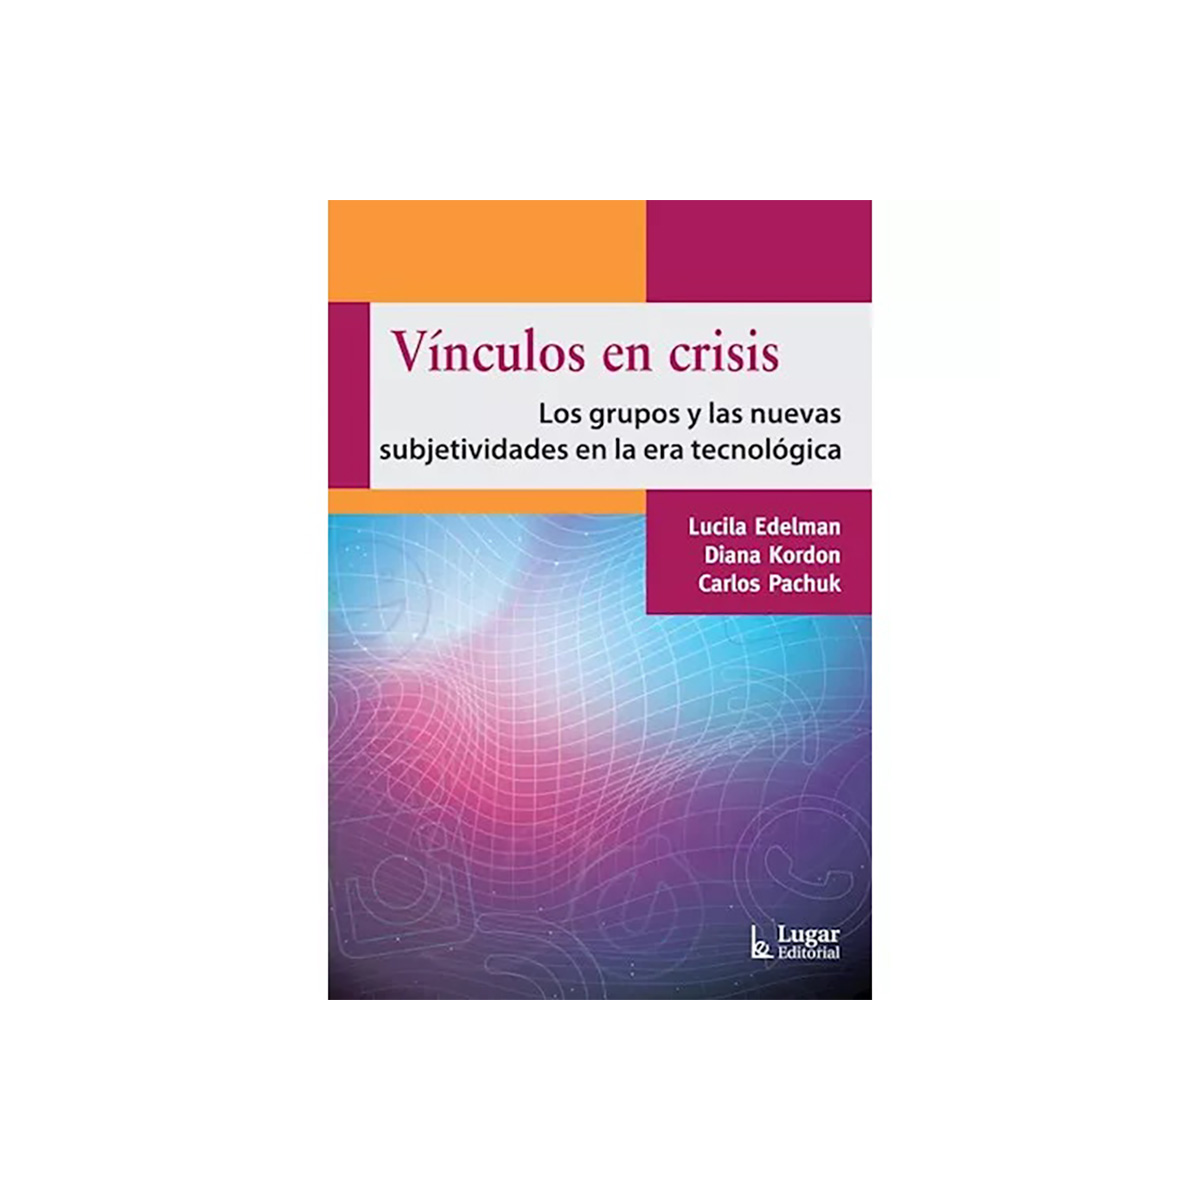 Vínculos en crisis
Los grupos y las nuevas
subjetividades en la era tecnológica
Lucila Edelman
Diana Kordon
Carlos Pachuk
Lugar
Editorial